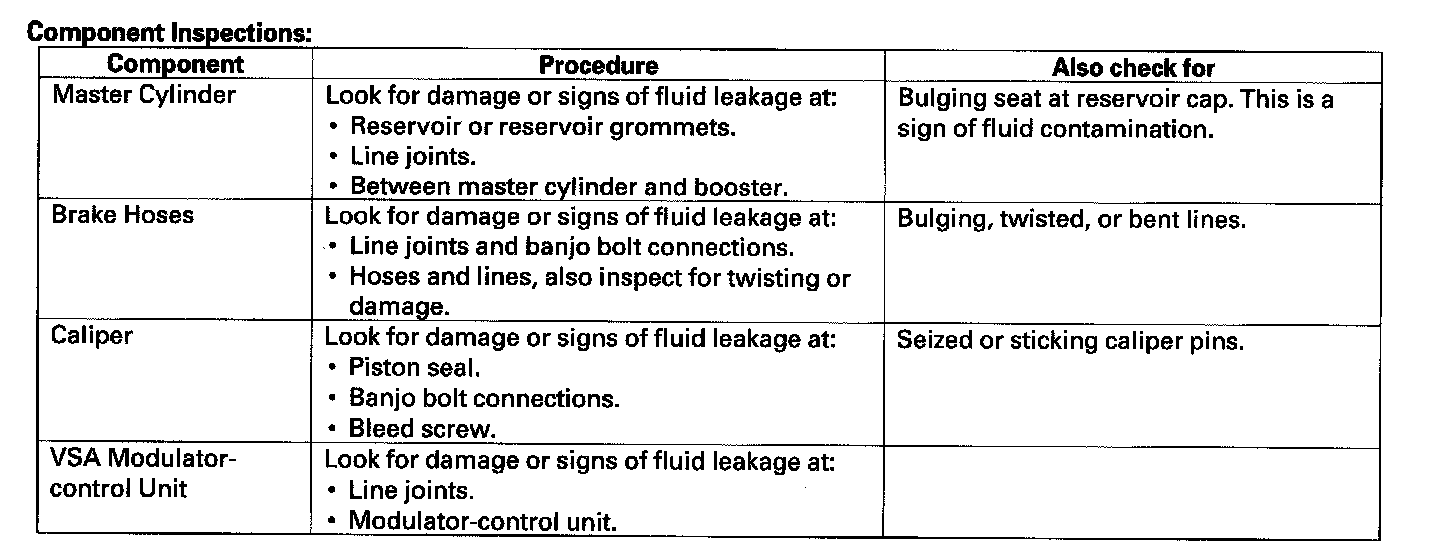 Component Inspections:
Component Procedure Also check for
Master Cylinder Look for damage or signs of fluid leakage at: Bulging seat at reservoir cap. This is a
• Reservoir or reservoir grommets. sign of fluid contamination.
• Line joints.
• Between master cylinder and booster.
Brake Hoses Look for damage or signs of fluid leakage at: Bulging, twisted, or bent lines.
• Line joints and banjo bolt connections.
• Hoses and lines, also inspect for twisting or
damage.
Caliper Look for damage or signs of fluid leakage at: Seized or sticking caliper pins.
• Piston seal.
• Banjo bolt connections.
• Bleed screw.
VSA Modulator- Look for damage or signs of fluid leakage at:
control Unit • Line joints.
• Modulator-control unit.